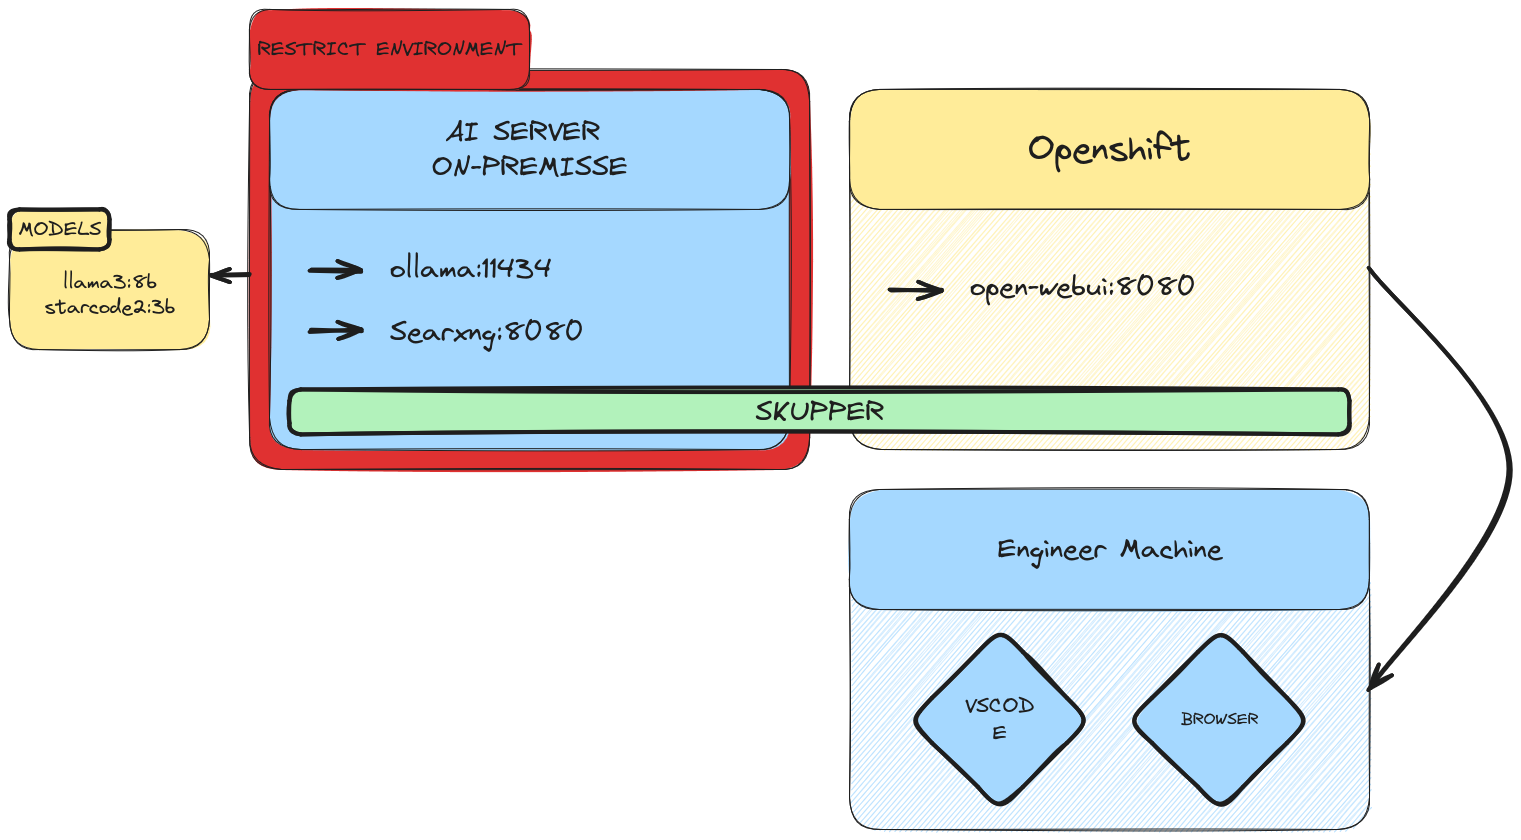 RESTRICT ENVIRONMENT
AI SERVER
ON-PREMISSE
Openshift
MODELS
llama3:8b
starcode2:3b
ollama:11434
Searxng:8080
open-webui:8080
SKUPPER
Engineer Machine
VSCOD
E
BROWSER